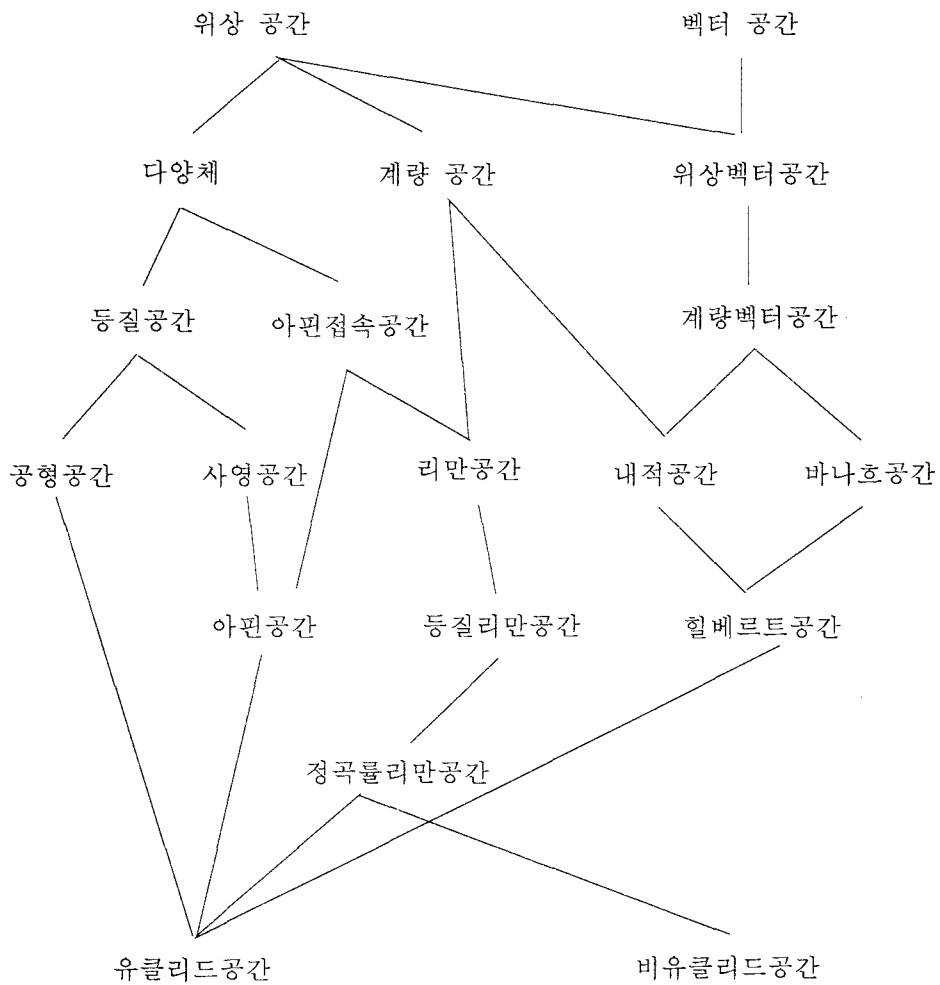 위상 공간
벡터 공간
다양체
계량 공간
위상벡터공간
등질공간
아핀접속공간
계량벡터공간
공형공간
사영공간
리만공간
내적공간
바나흐공간
아핀공간
등질리만공간
힐베르트공간
정곡률리만공간
유클리드공간
비유클리드공간